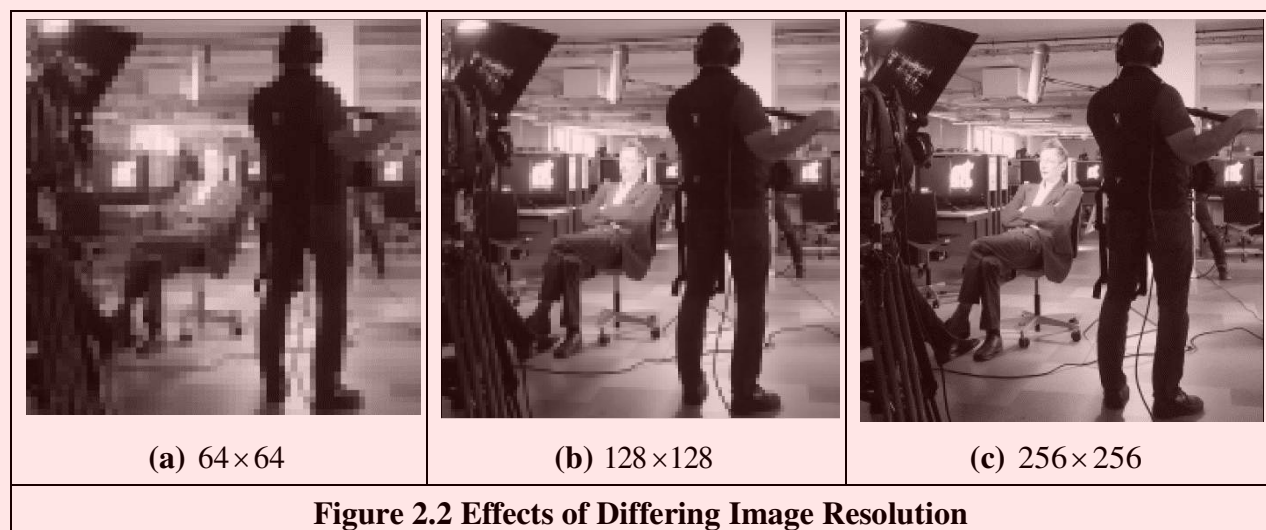 (a) 64×64
(b) 128×128
(c) 256×256
Figure 2.2 Effects of Differing Image Resolution